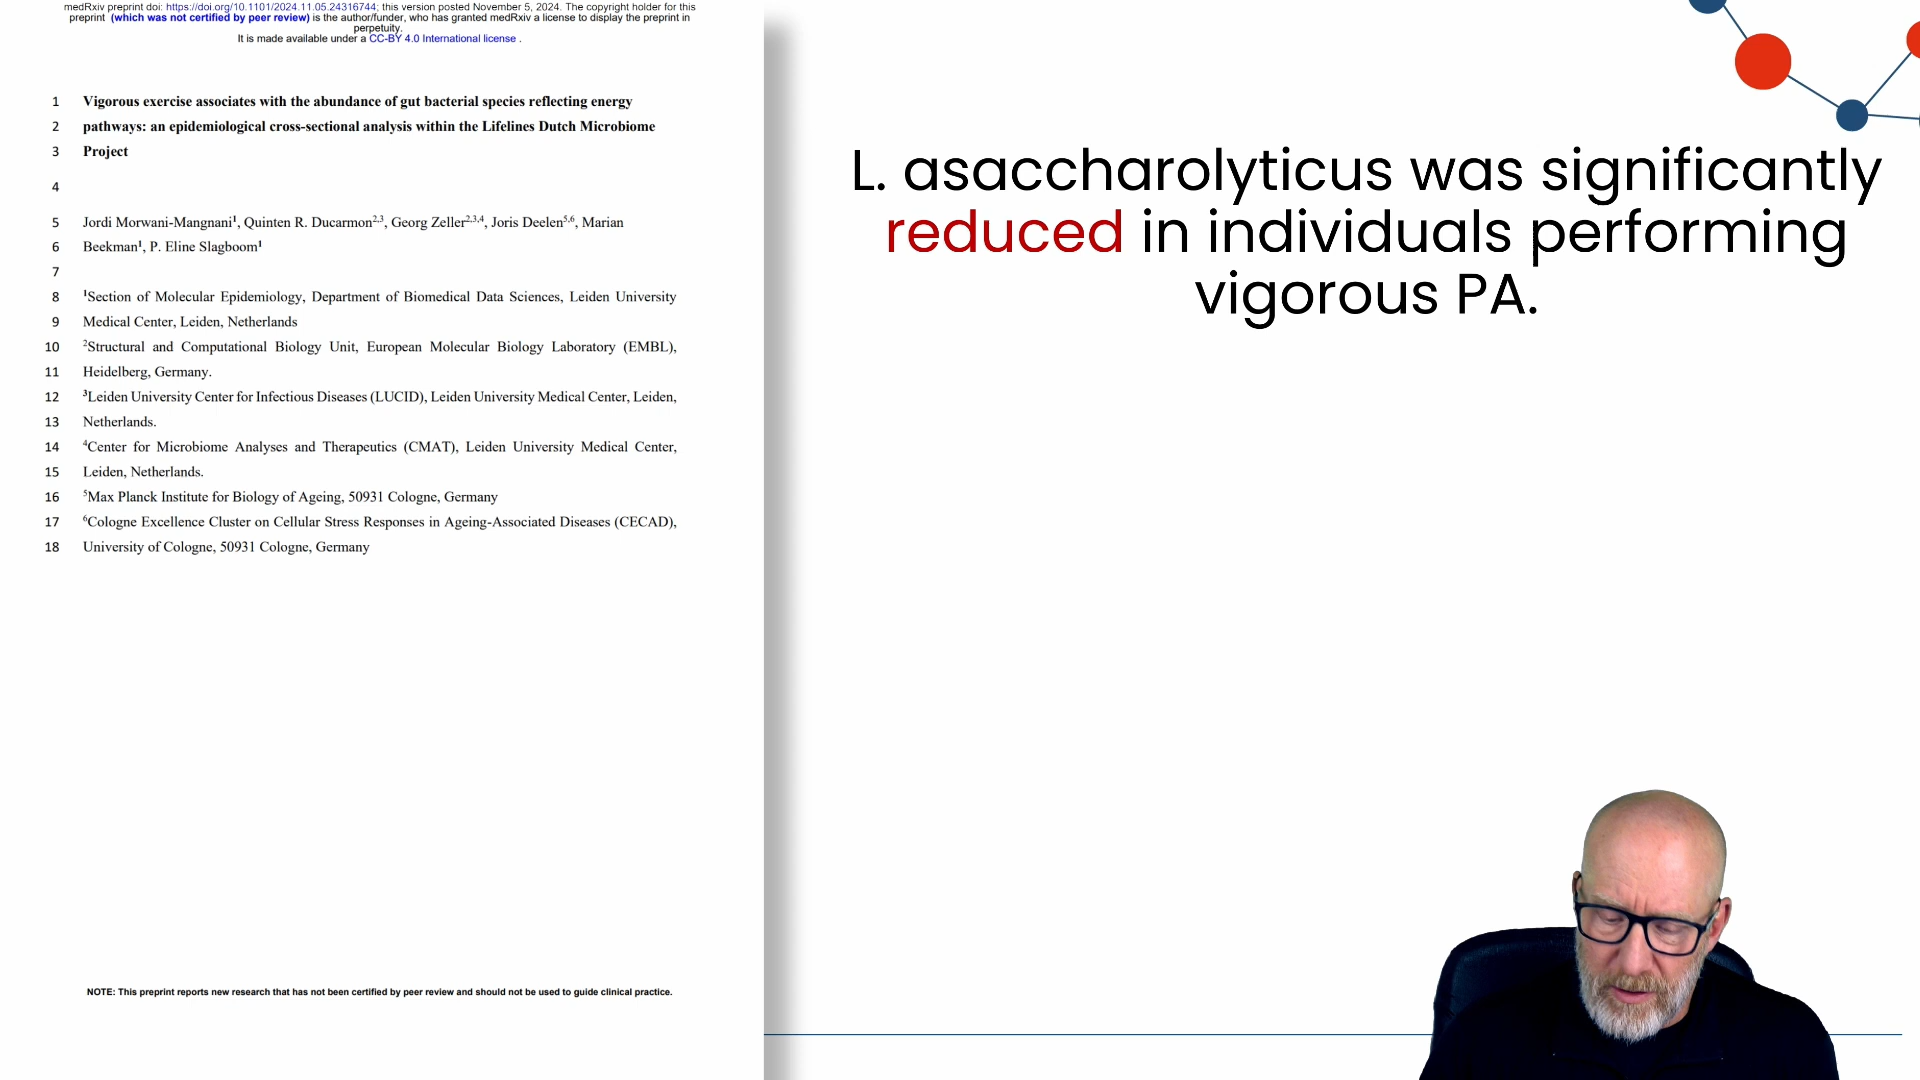 medRxiv preprint doi: https://doi.org/10.1101/2024.11.05.24316744; this version posted November 5, 2024. The copyright holder for this
preprint (which was not certified by peer review) is the author/funder, who has granted medRxiv a license to display the preprint in
perpetuity.
It is made available under a CC-BY 4.0 International license .
1 Vigorous exercise associates with the abundance of gut bacterial species reflecting energy
2 pathways: an epidemiological cross-sectional analysis within the Lifelines Dutch Microbiome
3 Project
4
5 Jordi Morwani-Mangnani¹, Quinten R. Ducarmon²,³, Georg Zeller²,³,⁴, Joris Deelen⁵,⁶, Marian
6 Beekman¹, P. Eline Slagboom¹
7
8 ¹Section of Molecular Epidemiology, Department of Biomedical Data Sciences, Leiden University
9 Medical Center, Leiden, Netherlands
10 ²Structural and Computational Biology Unit, European Molecular Biology Laboratory (EMBL),
11 Heidelberg, Germany.
12 ³Leiden University Center for Infectious Diseases (LUCID), Leiden University Medical Center, Leiden,
13 Netherlands.
14 ⁴Center for Microbiome Analyses and Therapeutics (CMAT), Leiden University Medical Center,
15 Leiden, Netherlands.
16 ⁵Max Planck Institute for Biology of Ageing, 50931 Cologne, Germany
17 ⁶Cologne Excellence Cluster on Cellular Stress Responses in Ageing-Associated Diseases (CECAD),
18 University of Cologne, 50931 Cologne, Germany
NOTE: This preprint reports new research that has not been certified by peer review and should not be used to guide clinical practice.
L. asaccharolyticus was significantly
reduced in individuals performing
vigorous PA.